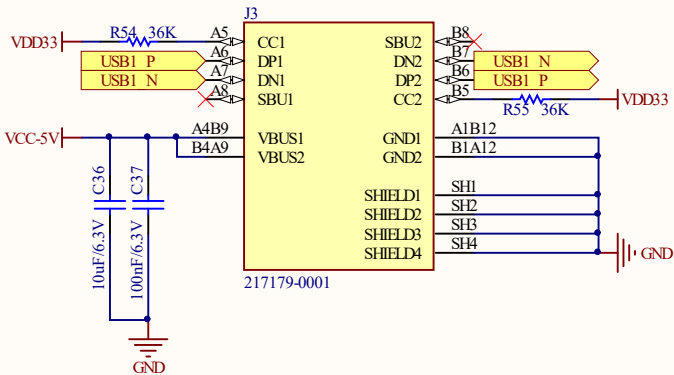 J3
R54 36K A5 CC1 SBU2 B8
VDD33
USB1_P A6 DP1 DN2 B7 USB1_N
USB1_N A7 DN1 DP2 B6 USB1_P
A8 SBU1 CC2 B5 R55 36K VDD33
VCC-5V A4B9 VBUS1 GND1 A1B12
B4A9 VBUS2 GND2 B1A12
C36 10uF/6.3V
C37 100nF/6.3V
SHIELD1 SH1
SHIELD2 SH2
SHIELD3 SH3
SHIELD4 SH4
GND
217179-0001
GND